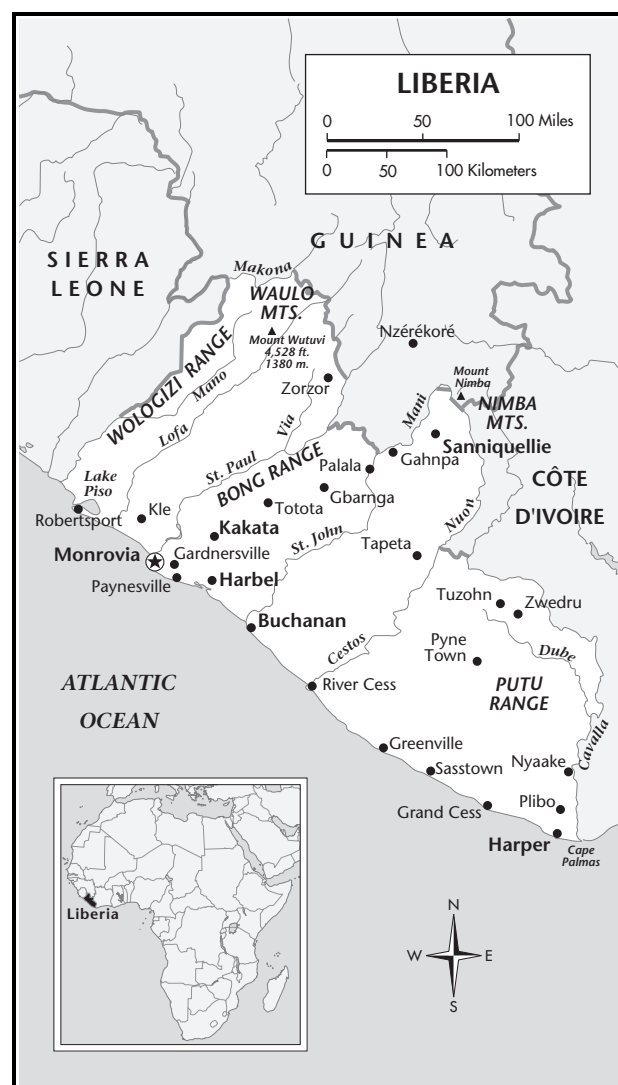 LIBERIA
0 50 100 Miles
0 50 100 Kilometers
GUINEA
SIERRA
LEONE
Makona
WAULO
MTS.
Mount Wutuvi
4,528 ft.
1380 m.
Nzérékoré
WOLOGIZI RANGE
Mano
Zorzor
Mount
Nimba
NIMBA
MTS.
Mani
Lofa
Via
Sanniquellie
St. Paul
BONG RANGE
Gahnpa
Palala
Lake
Piso
Gbarnga
CÔTE
D'IVOIRE
Kle
Totota
Nuon
Robertsport
Kakata
St. John
Monrovia
Gardnersville
Tapeta
Paynesville
Harbel
Tuzohn
Zwedru
Buchanan
Pyne
Town
Dube
Cestos
River Cess
PUTU
RANGE
ATLANTIC
OCEAN
Greenville
Cavalla
Sasstown
Nyaake
Grand Cess
Plibo
Harper
Cape
Palmas
Liberia
N
W E
S